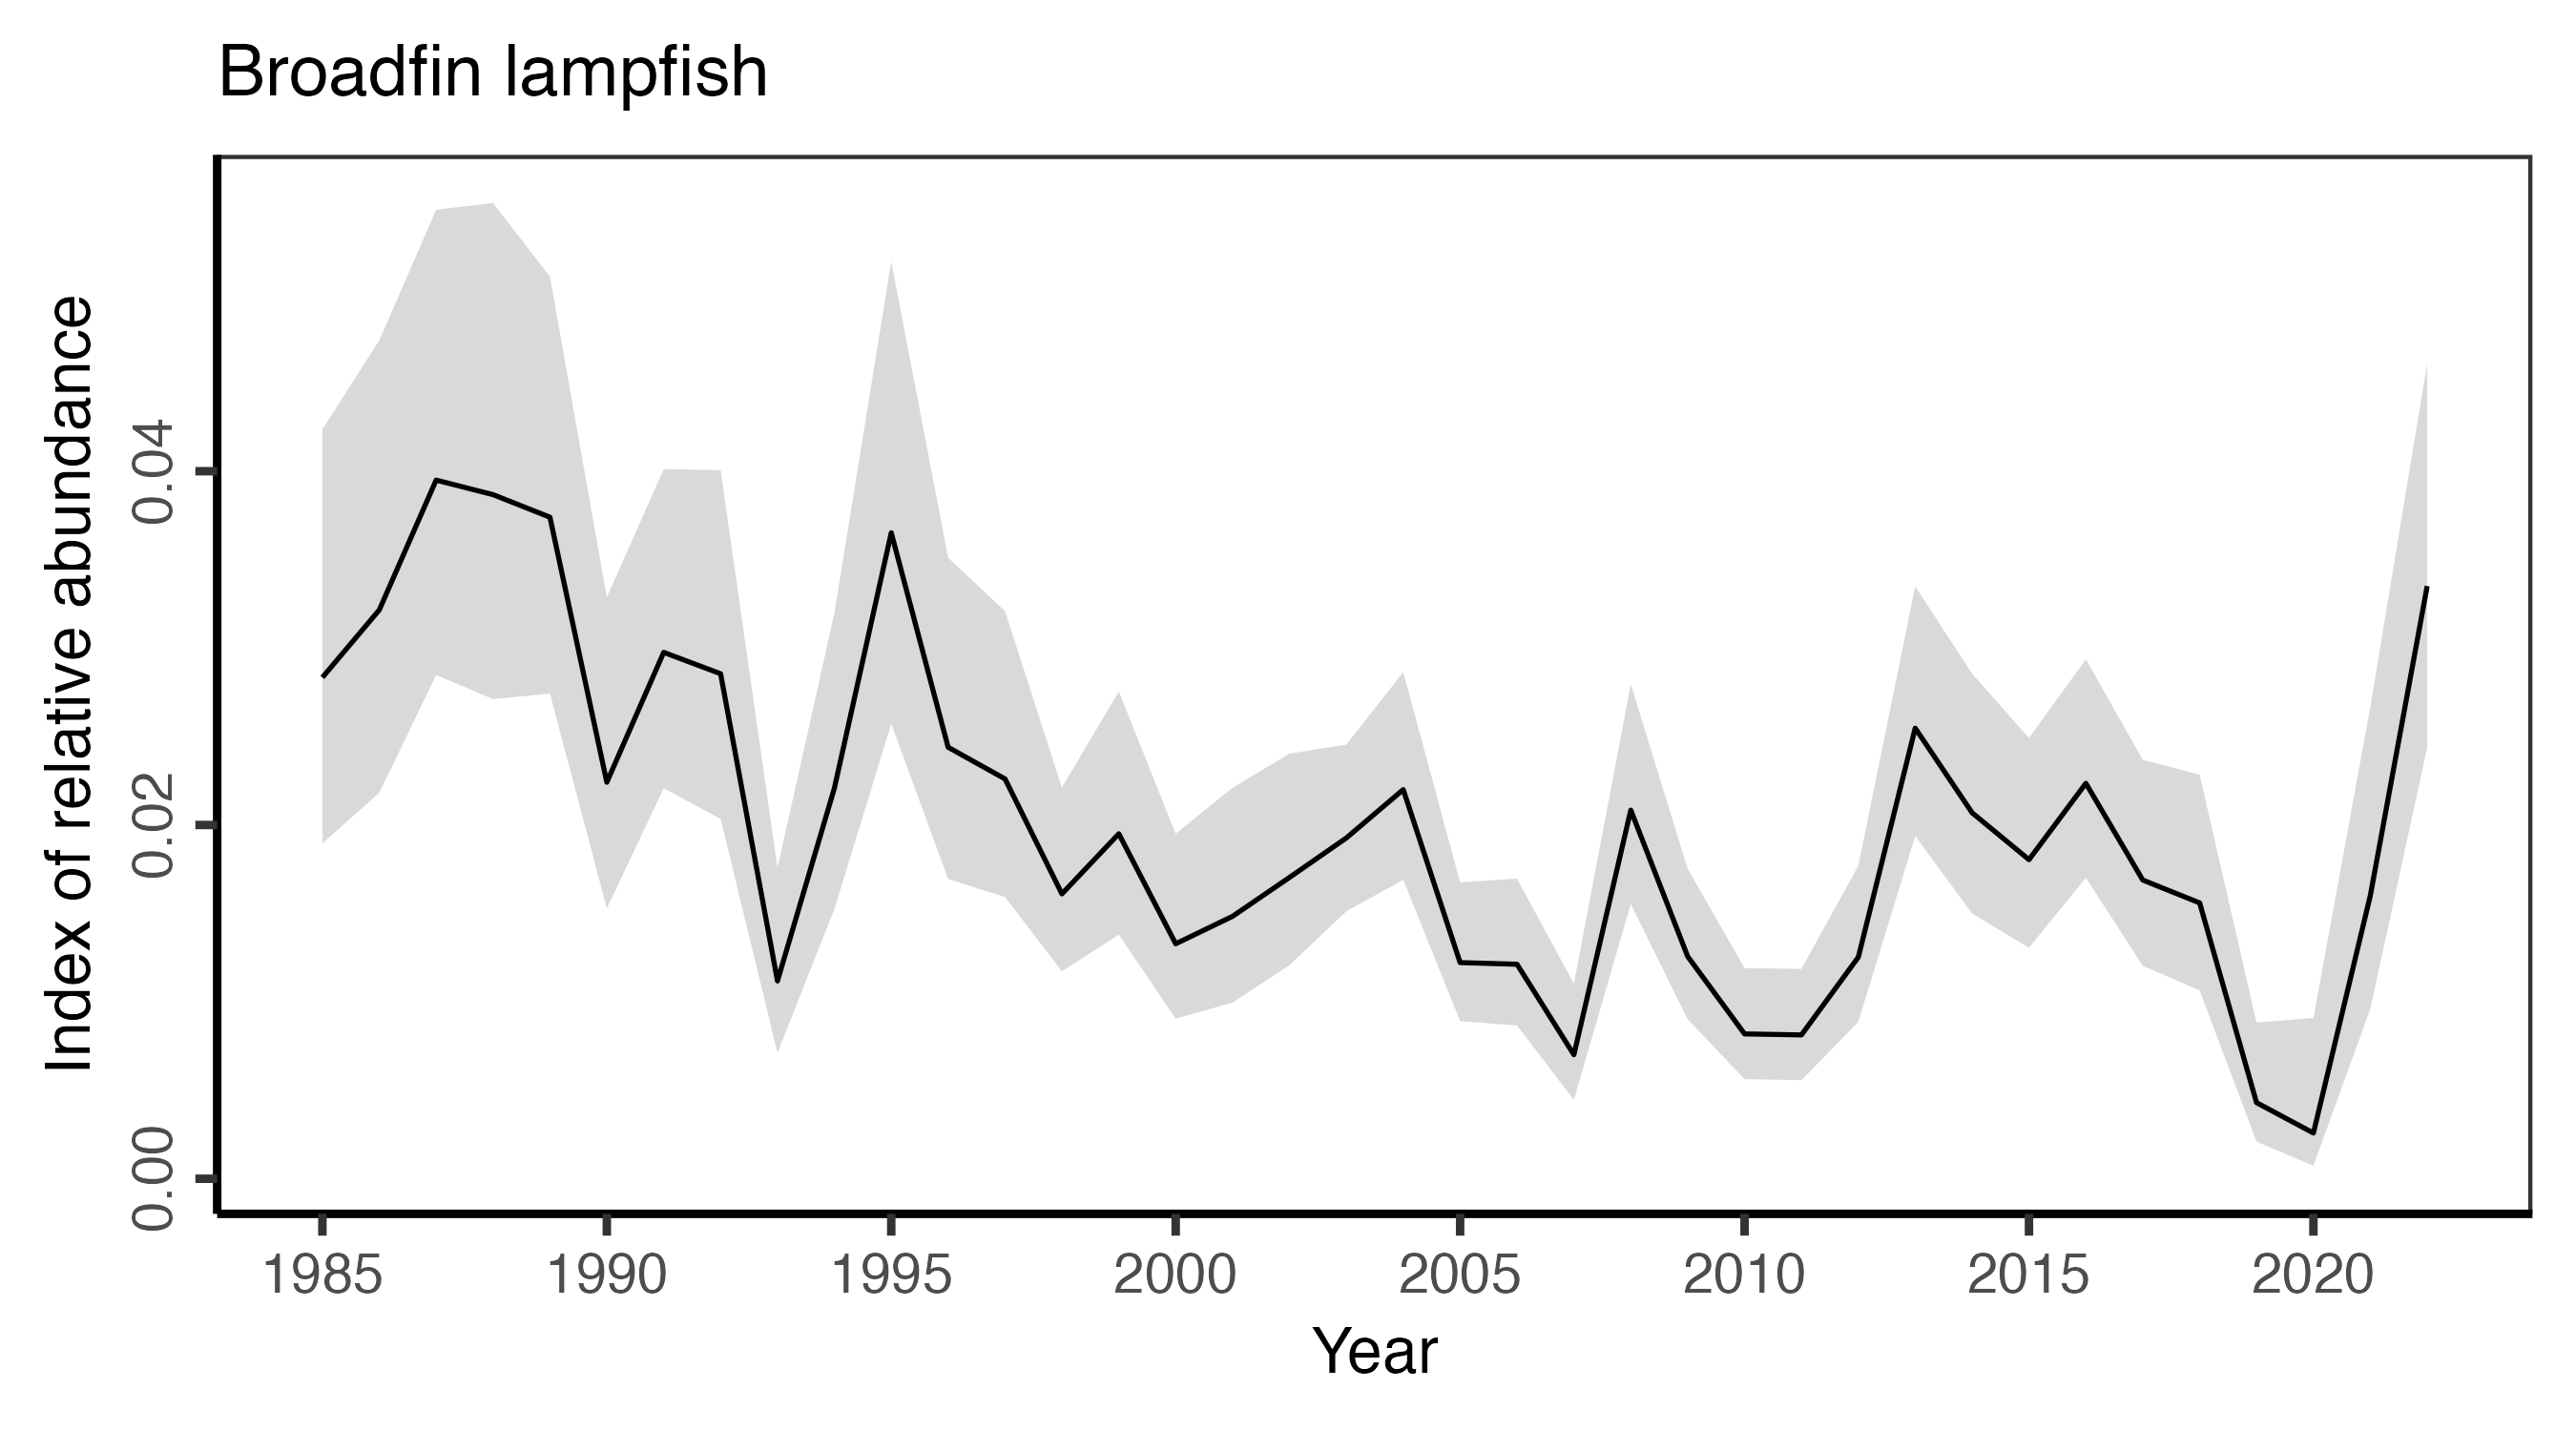 Broadfin lampfish
Index of relative abundance
0.04
0.02
0.00
1985 1990 1995 2000 2005 2010 2015 2020
Year